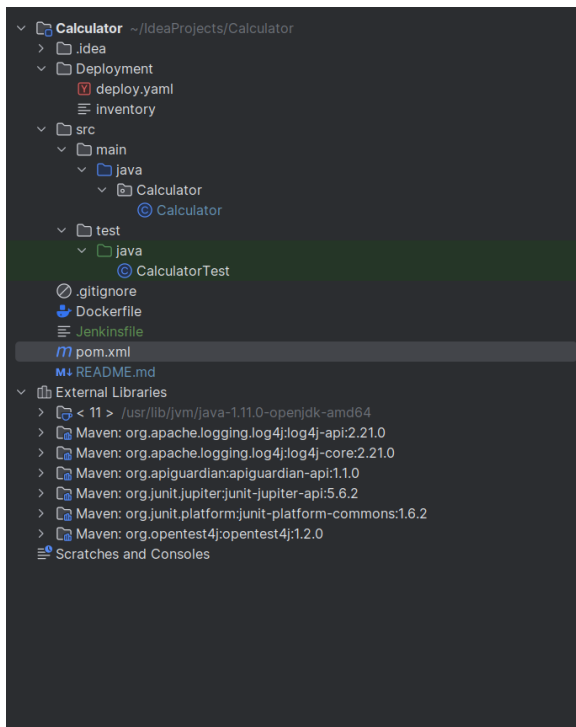 Calculator ~/IdeaProjects/Calculator
.idea
Deployment
deploy.yaml
inventory
src
main
java
Calculator
Calculator
test
java
CalculatorTest
.gitignore
Dockerfile
Jenkinsfile
pom.xml
README.md
External Libraries
< 11 > /usr/lib/jvm/java-1.11.0-openjdk-amd64
Maven: org.apache.logging.log4j:log4j-api:2.21.0
Maven: org.apache.logging.log4j:log4j-core:2.21.0
Maven: org.apiguardian:apiguardian-api:1.1.0
Maven: org.junit.jupiter:junit-jupiter-api:5.6.2
Maven: org.junit.platform:junit-platform-commons:1.6.2
Maven: org.opentest4j:opentest4j:1.2.0
Scratches and Consoles